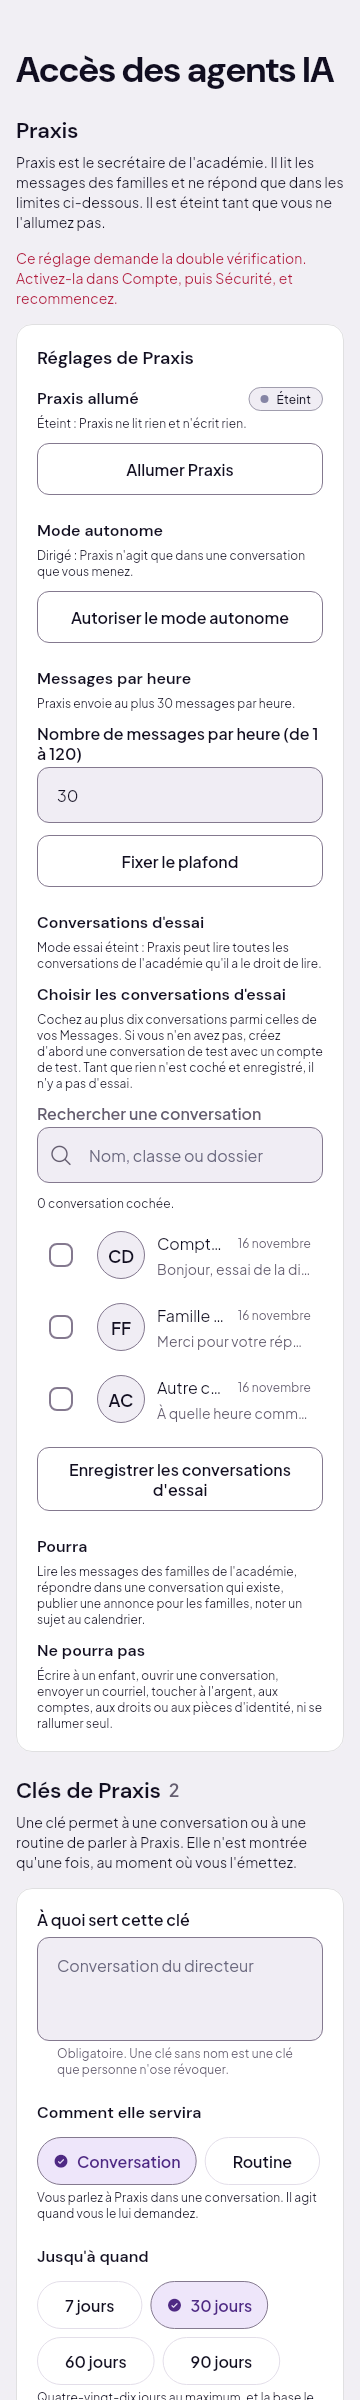 Accès des agents IA
Praxis
Praxis est le secrétaire de l'académie. Il lit les
messages des familles et ne répond que dans les
limites ci-dessous. Il est éteint tant que vous ne
l'allumez pas.
Ce réglage demande la double vérification.
Activez-la dans Compte, puis Sécurité, et
recommencez.
Réglages de Praxis
Praxis allumé
Éteint
Éteint : Praxis ne lit rien et n'écrit rien.
Allumer Praxis
Mode autonome
Dirigé : Praxis n'agit que dans une conversation
que vous menez.
Autoriser le mode autonome
Messages par heure
Praxis envoie au plus 30 messages par heure.
Nombre de messages par heure (de 1
à 120)
30
Fixer le plafond
Conversations d'essai
Mode essai éteint : Praxis peut lire toutes les
conversations de l'académie qu'il a le droit de lire.
Choisir les conversations d'essai
Cochez au plus dix conversations parmi celles de
vos Messages. Si vous n'en avez pas, créez
d'abord une conversation de test avec un compte
de test. Tant que rien n'est coché et enregistré, il
n'y a pas d'essai.
Rechercher une conversation
Nom, classe ou dossier
0 conversation cochée.
CD
Compt...
16 novembre
Bonjour, essai de la di...
FF
Famille ...
16 novembre
Merci pour votre rép...
AC
Autre c...
16 novembre
À quelle heure comm...
Enregistrer les conversations
d'essai
Pourra
Lire les messages des familles de l'académie,
répondre dans une conversation qui existe,
publier une annonce pour les familles, noter un
sujet au calendrier.
Ne pourra pas
Écrire à un enfant, ouvrir une conversation,
envoyer un courriel, toucher à l'argent, aux
comptes, aux droits ou aux pièces d'identité, ni se
rallumer seul.
Clés de Praxis 2
Une clé permet à une conversation ou à une
routine de parler à Praxis. Elle n'est montrée
qu'une fois, au moment où vous l'émettez.
À quoi sert cette clé
Conversation du directeur
Obligatoire. Une clé sans nom est une clé
que personne n'ose révoquer.
Comment elle servira
Conversation
Routine
Vous parlez à Praxis dans une conversation. Il agit
quand vous le lui demandez.
Jusqu'à quand
7 jours
30 jours
60 jours
90 jours
Quatre-vingt-dix jours au maximum, et la base le